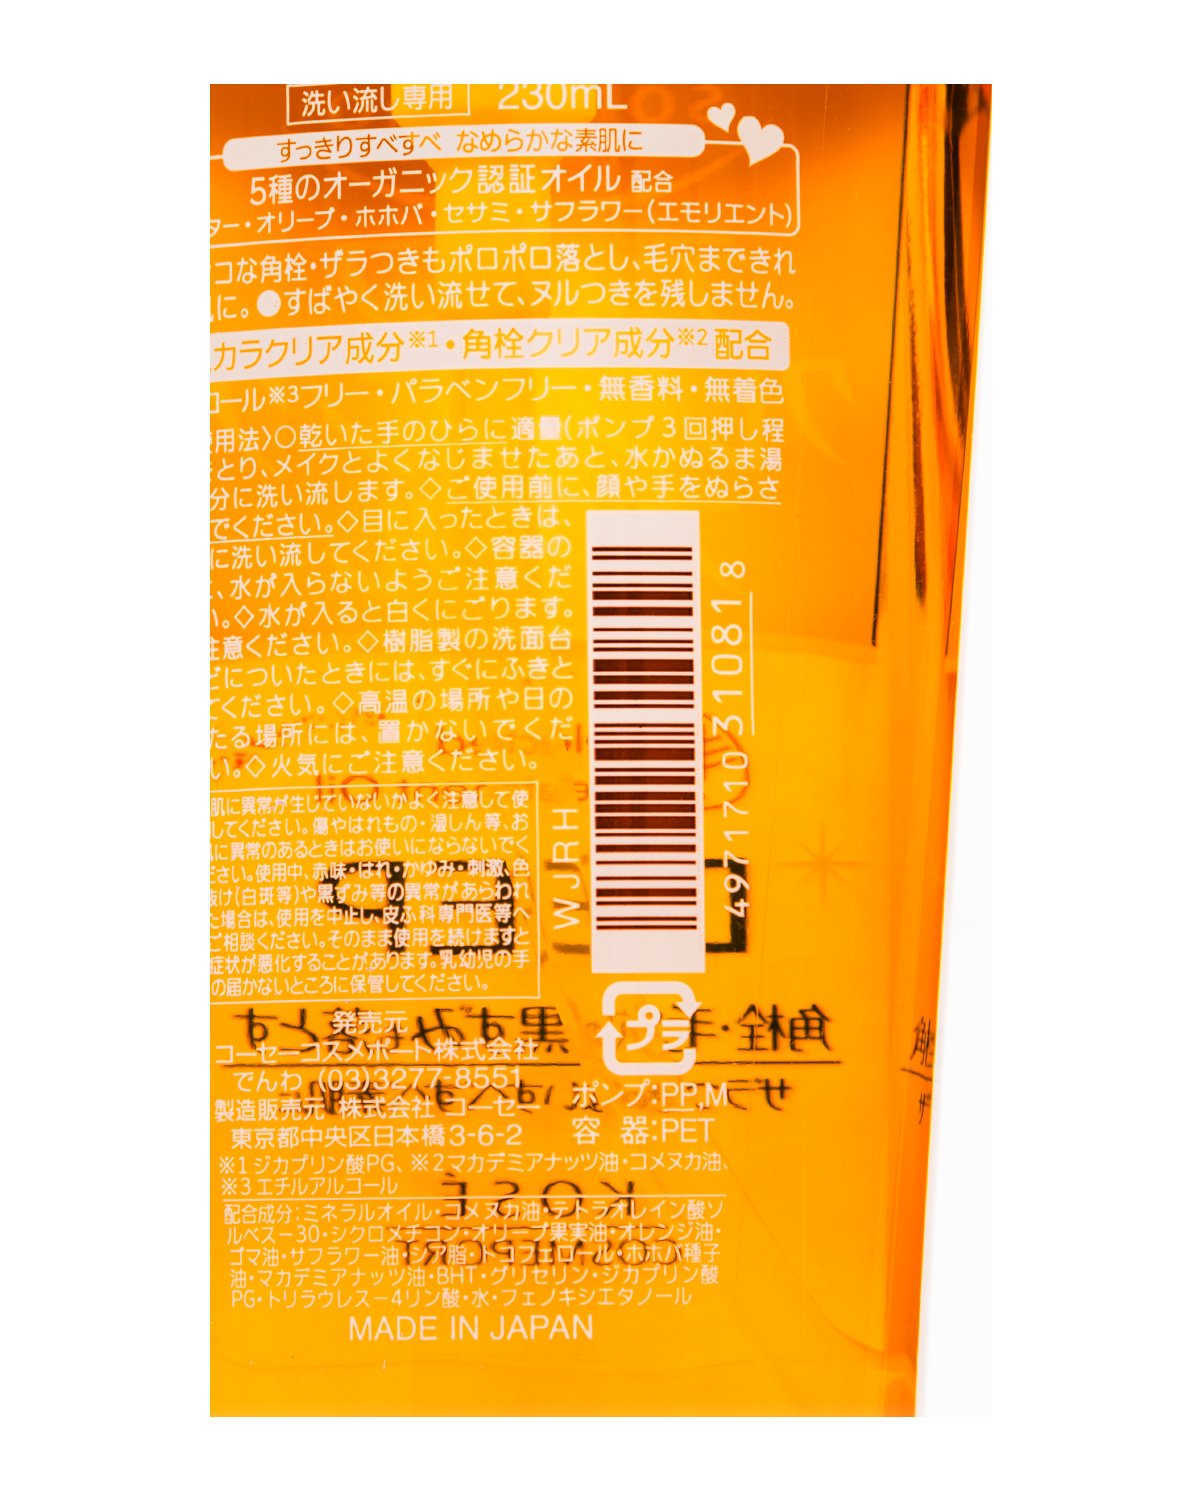 洗い流し専用 230mL
すっきりすべすべ なめらかな素肌に
5種のオーガニック認証オイル 配合
ター・オリーブ・ホホバ・セサミ・サフラワー(エモリエント)
コな角栓・ザラつきもポロポロ落とし、毛穴まできれ
に。●すばやく洗い流せて、ヌルつきを残しません。
カラクリア成分※1・角栓クリア成分※2配合
コール※3フリー・パラベンフリー・無香料・無着色
使用法〉○乾いた手のひらに適量(ポンプ3回押し程
とり、メイクとよくなじませたあと、水かぬるま湯
分に洗い流します。◇ご使用前に、顔や手をぬらさ
でください。◇目に入ったときは、
に洗い流してください。◇容器の
、水が入らないようご注意くだ
い。◇水が入ると白くにごります。
注意ください。◇樹脂製の洗面台
どについたときには、すぐにふきと
てください。◇高温の場所や日の
たる場所には、置かないでくだ
い。◇火気にご注意ください。
肌に異常が生じていないかよく注意して使
してください。傷やはれもの・湿しん等、お
に異常のあるときはお使いにならないでく
ださい。使用中、赤味・はれ・かゆみ・刺激、色
抜け(白斑等)や黒ずみ等の異常があらわれ
た場合は、使用を中止し、皮ふ科専門医等へ
ご相談ください。そのまま使用を続けますと
症状が悪化することがあります。乳幼児の手
の届かないところに保管してください。
WJRH
4971710310818
プラ
ポンプ:PP,M
容 器:PET
発売元
コーセーコスメポート株式会社
でんわ (03)3277-8551
製造販売元 株式会社 コーセー
東京都中央区日本橋3-6-2
※1ジカプリン酸PG、※2マカデミアナッツ油・コメヌカ油、
※3エチルアルコール
配合成分:ミネラルオイル・コメヌカ油・テトラオレイン酸ソ
ルベスー30・シクロメチコン・オリーブ果実油・オレンジ油・
ゴマ油・サフラワー油・シア脂・トコフェロール・ホホバ種子
油・マカデミアナッツ油・BHT・グリセリン・ジカプリン酸
PG・トリラウレスー4リン酸・水・フェノキシエタノール
MADE IN JAPAN
角栓・毛 黒ずみも落とす
KOSÉ
COSMEPORT